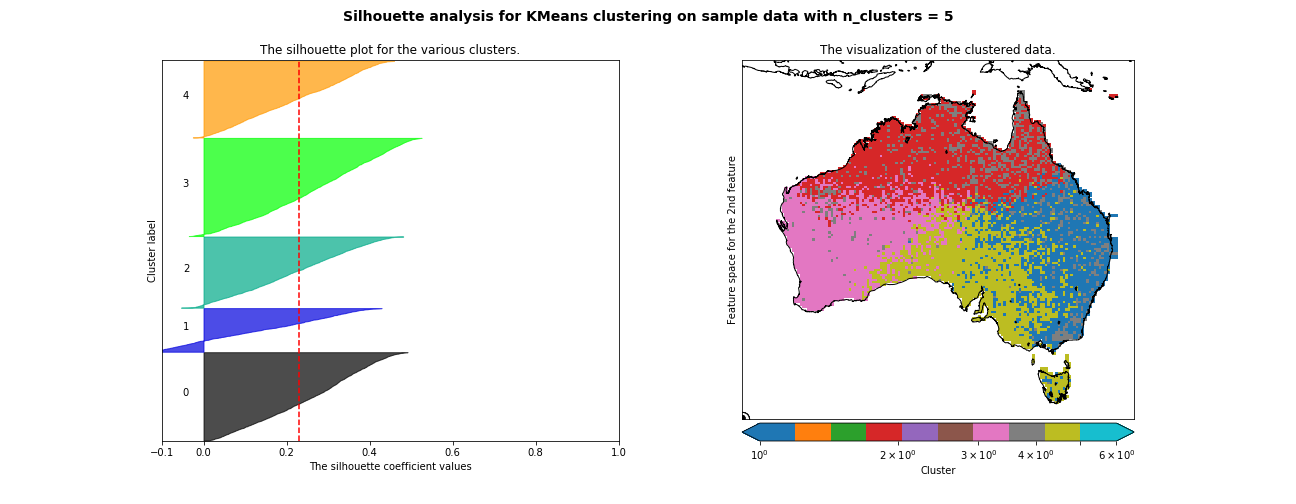 Silhouette analysis for KMeans clustering on sample data with n_clusters = 5
The silhouette plot for the various clusters.
4
3
2
1
0
Cluster label
−0.1 0.0 0.2 0.4 0.6 0.8 1.0
The silhouette coefficient values
The visualization of the clustered data.
Feature space for the 2nd feature
10⁰ 2 × 10⁰ 3 × 10⁰ 4 × 10⁰ 6 × 10⁰
Cluster